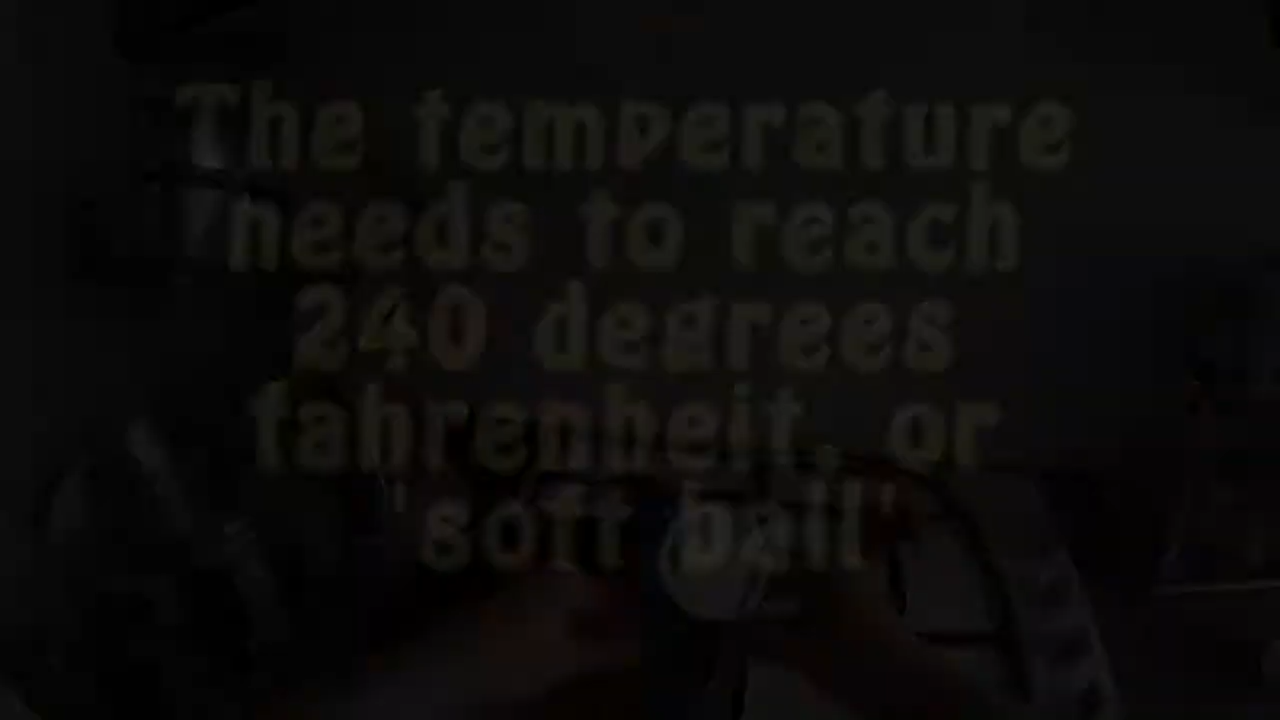 The temperature
needs to reach
240 degrees
fahrenheit, or
'soft ball'